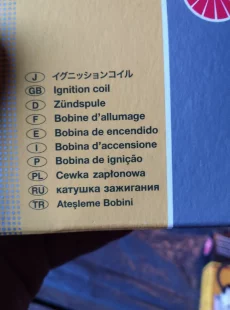 J イグニッションコイル
GB Ignition coil
D Zündspule
F Bobine d'allumage
E Bobina de encendido
I Bobina d'accensione
P Bobina de ignição
PL Cewka zapłonowa
RU катушка зажигания
TR Ateşleme Bobini